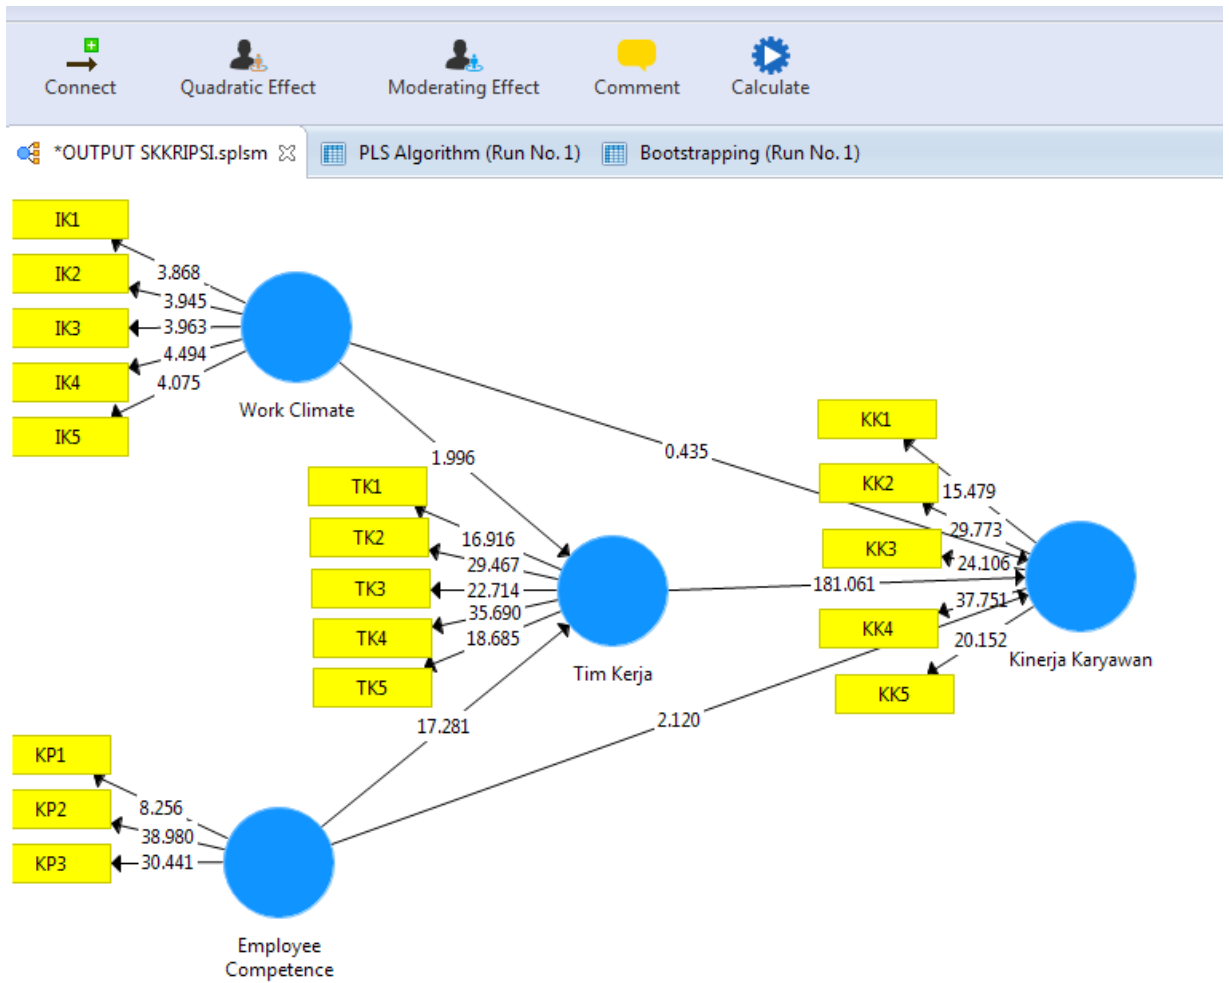 Connect
Quadratic Effect
Moderating Effect
Comment
Calculate
*OUTPUT SKKRIPSI.splsm
PLS Algorithm (Run No. 1)
Bootstrapping (Run No. 1)
IK1
IK2
IK3
IK4
IK5
3.868
3.945
3.963
4.494
4.075
Work Climate
1.996
0.435
TK1
TK2
TK3
TK4
TK5
16.916
29.467
22.714
35.690
18.685
Tim Kerja
181.061
KK1
KK2
KK3
KK4
KK5
15.479
29.773
24.106
37.751
20.152
Kinerja Karyawan
17.281
2.120
KP1
KP2
KP3
8.256
38.980
30.441
Employee
Competence